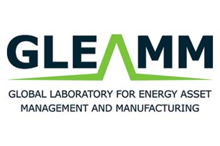 GLEAMM
GLOBAL LABORATORY FOR ENERGY ASSET
MANAGEMENT AND MANUFACTURING